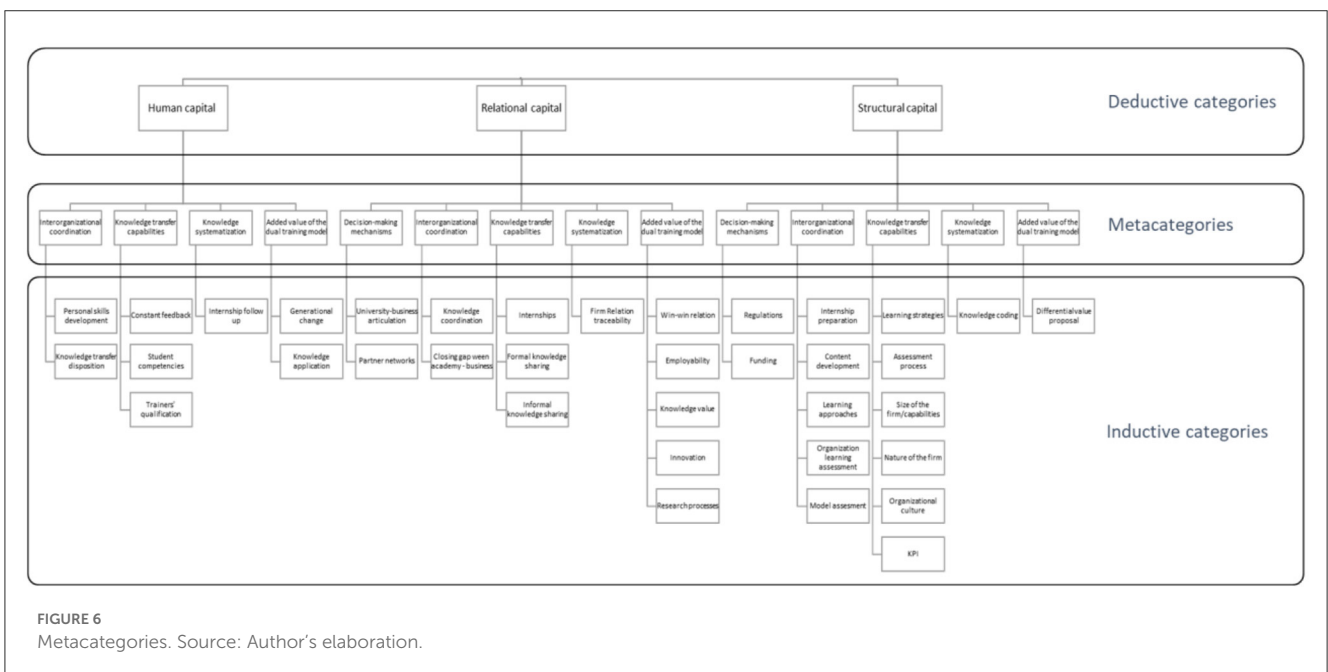 Human capital
Relational capital
Structural capital
Deductive categories
Interorganizational
coordination
Knowledge transfer
capabilities
Knowledge
systematization
Added value of the
dual training model
Decision-making
mechanisms
Interorganizational
coordination
Knowledge transfer
capabilities
Knowledge
systematization
Added value of the
dual training model
Decision-making
mechanisms
Interorganizational
coordination
Knowledge transfer
capabilities
Knowledge
systematization
Added value of the
dual training model
Metacategories
Personal skills
development
Knowledge transfer
disposition
Constant feedback
Student
competencies
Trainers'
qualification
Internship follow
up
Generational
change
Knowledge
application
University-business
articulation
Partner networks
Knowledge
coordination
Closing gap ween
academy - business
Internships
Formal knowledge
sharing
Informal
knowledge sharing
Firm Relation
traceability
Win-win relation
Employability
Knowledge value
Innovation
Research processes
Regulations
Funding
Internship
preparation
Content
development
Learning
approaches
Organization
learning
assessment
Model assesment
Learning strategies
Assessment
process
Size of the
firm/capabilities
Nature of the firm
Organizational
culture
KPI
Knowledge coding
Differential value
proposal
Inductive categories
FIGURE 6
Metacategories. Source: Author's elaboration.